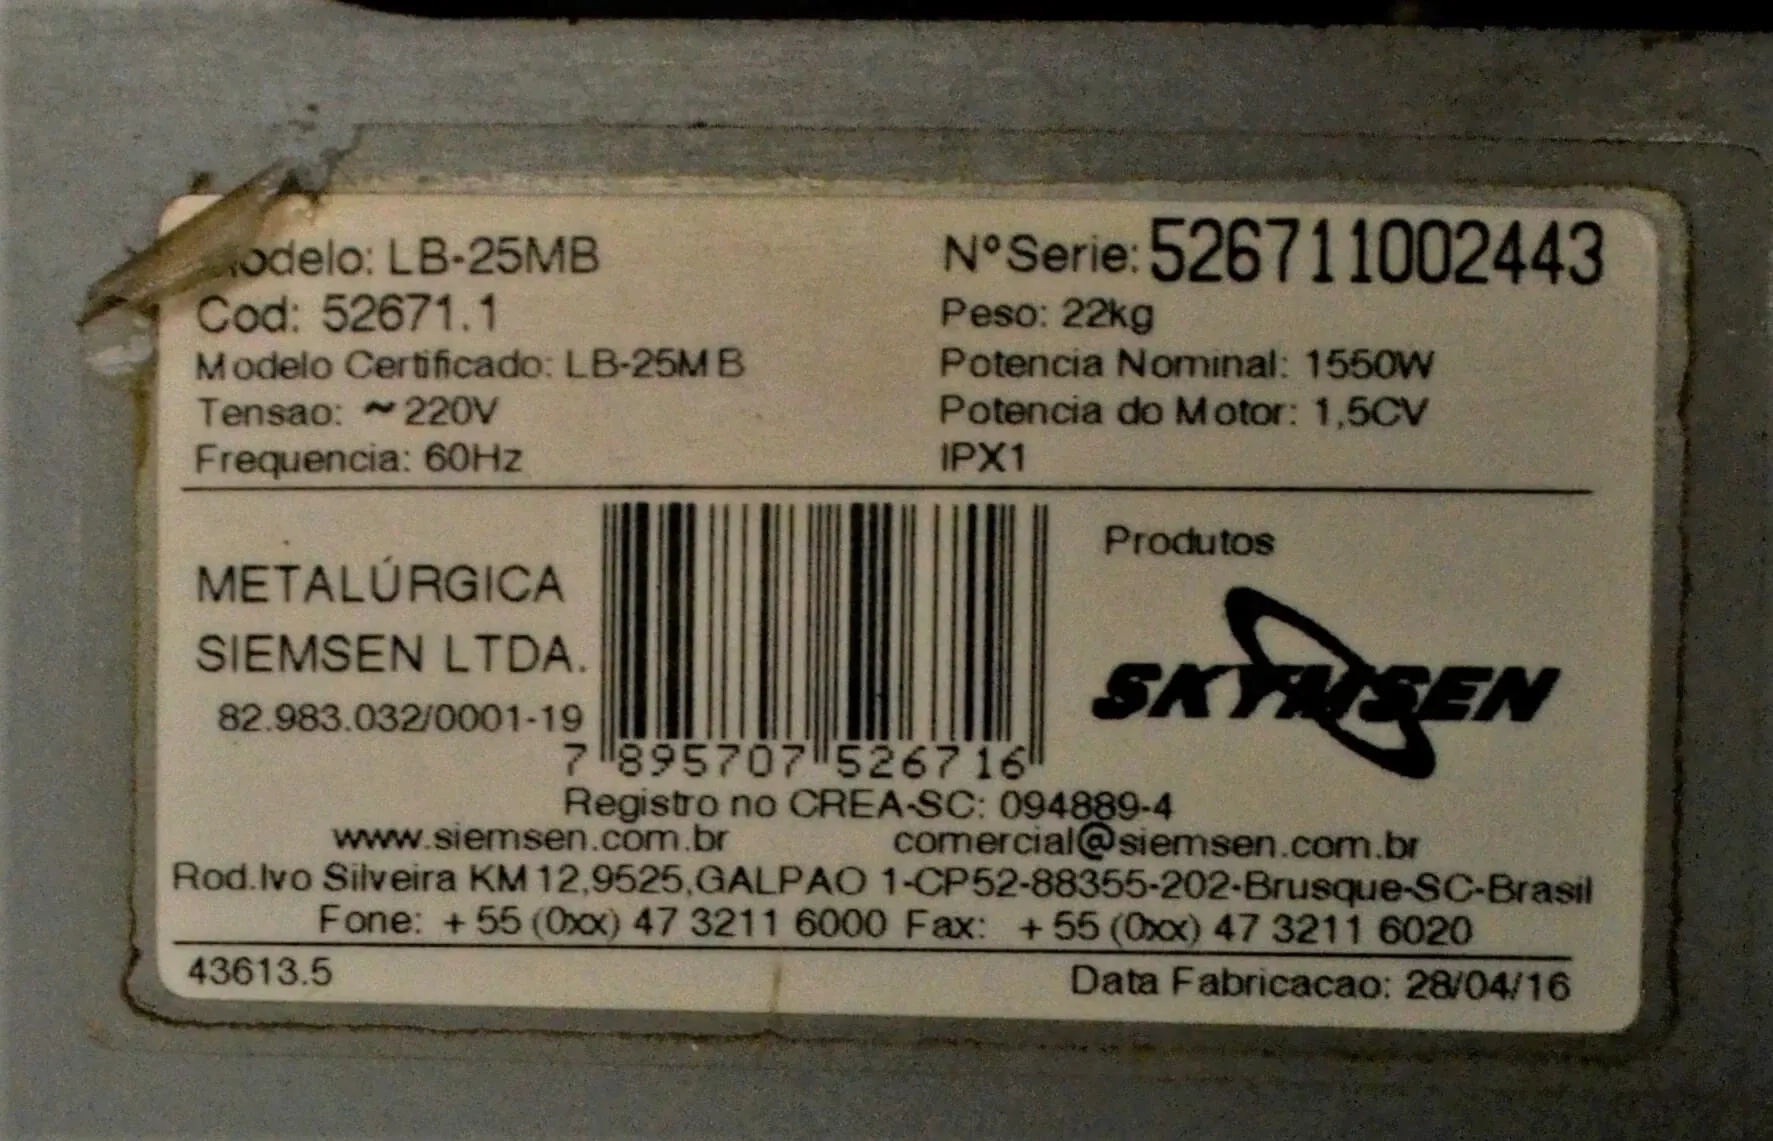 Modelo: LB-25MB
Nº Serie: 526711002443
Cod: 52671.1
Peso: 22kg
Modelo Certificado: LB-25MB
Potencia Nominal: 1550W
Tensao: ~220V
Potencia do Motor: 1,5CV
Frequencia: 60Hz
IPX1
METALÚRGICA
SIEMSEN LTDA.
82.983.032/0001-19
7 895707 526716
Produtos
SKYMSEN
Registro no CREA-SC: 094889-4
www.siemsen.com.br comercial@siemsen.com.br
Rod.Ivo Silveira KM 12,9525,GALPAO 1-CP52-88355-202-Brusque-SC-Brasil
Fone: +55 (0xx) 47 3211 6000 Fax: +55 (0xx) 47 3211 6020
43613.5
Data Fabricacao: 28/04/16